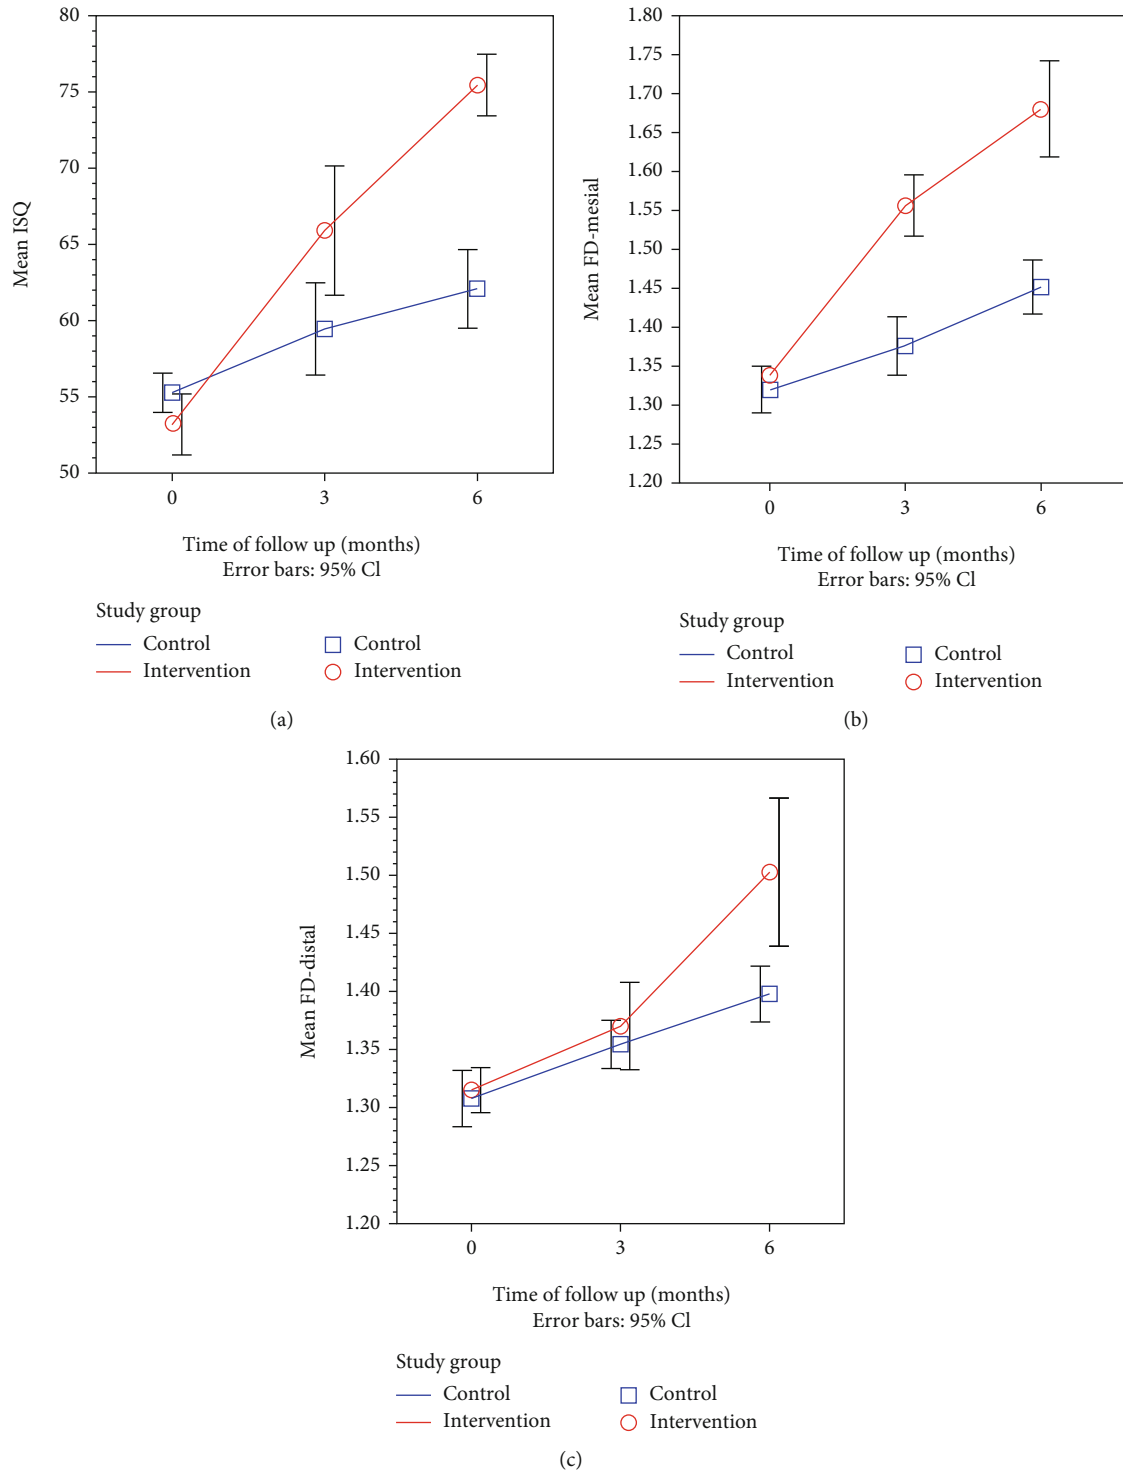 80
75
70
65
60
55
50
Mean ISQ
0 3 6
Time of follow up (months)
Error bars: 95% Cl
Study group
Control Control
Intervention Intervention
(a)
1.80
1.75
1.70
1.65
1.60
1.55
1.50
1.45
1.40
1.35
1.30
1.25
1.20
Mean FD-mesial
0 3 6
Time of follow up (months)
Error bars: 95% Cl
Study group
Control Control
Intervention Intervention
(b)
1.60
1.55
1.50
1.45
1.40
1.35
1.30
1.25
1.20
Mean FD-distal
0 3 6
Time of follow up (months)
Error bars: 95% Cl
Study group
Control Control
Intervention Intervention
(c)